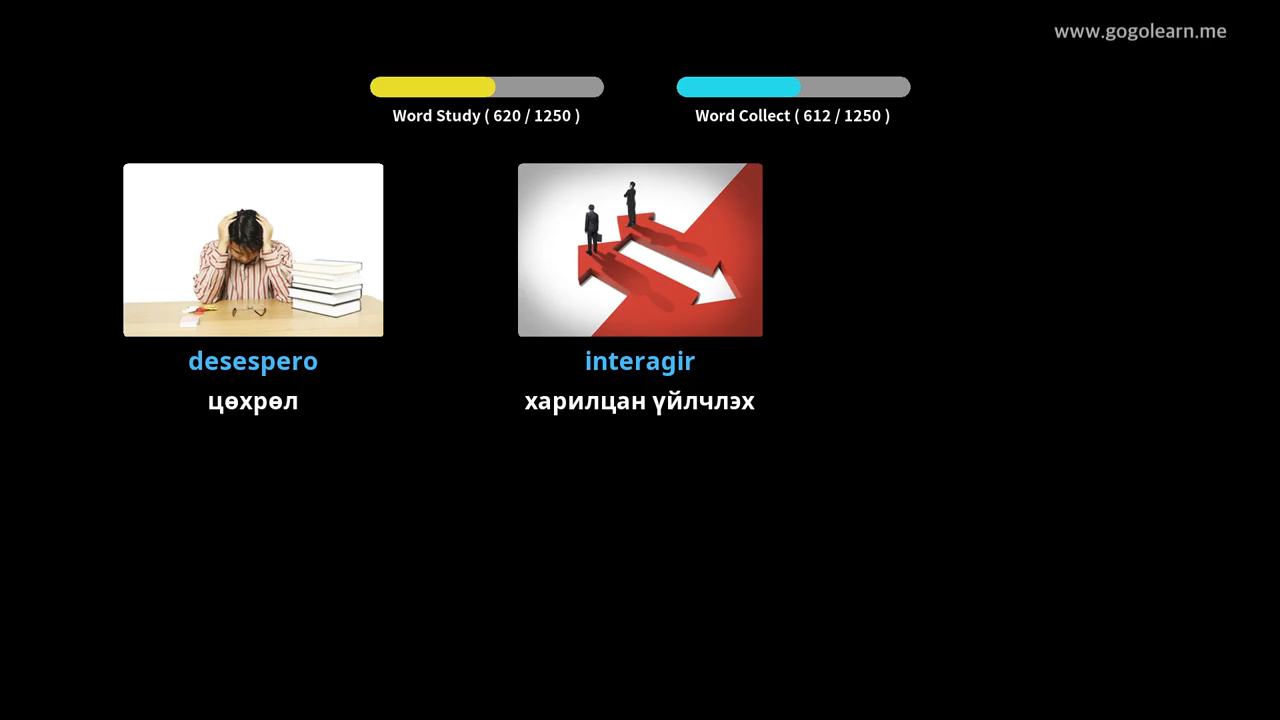 www.gogolearn.me
Word Study ( 620 / 1250 )
Word Collect ( 612 / 1250 )
desespero
цөхрөл
interagir
харилцан үйлчлэх